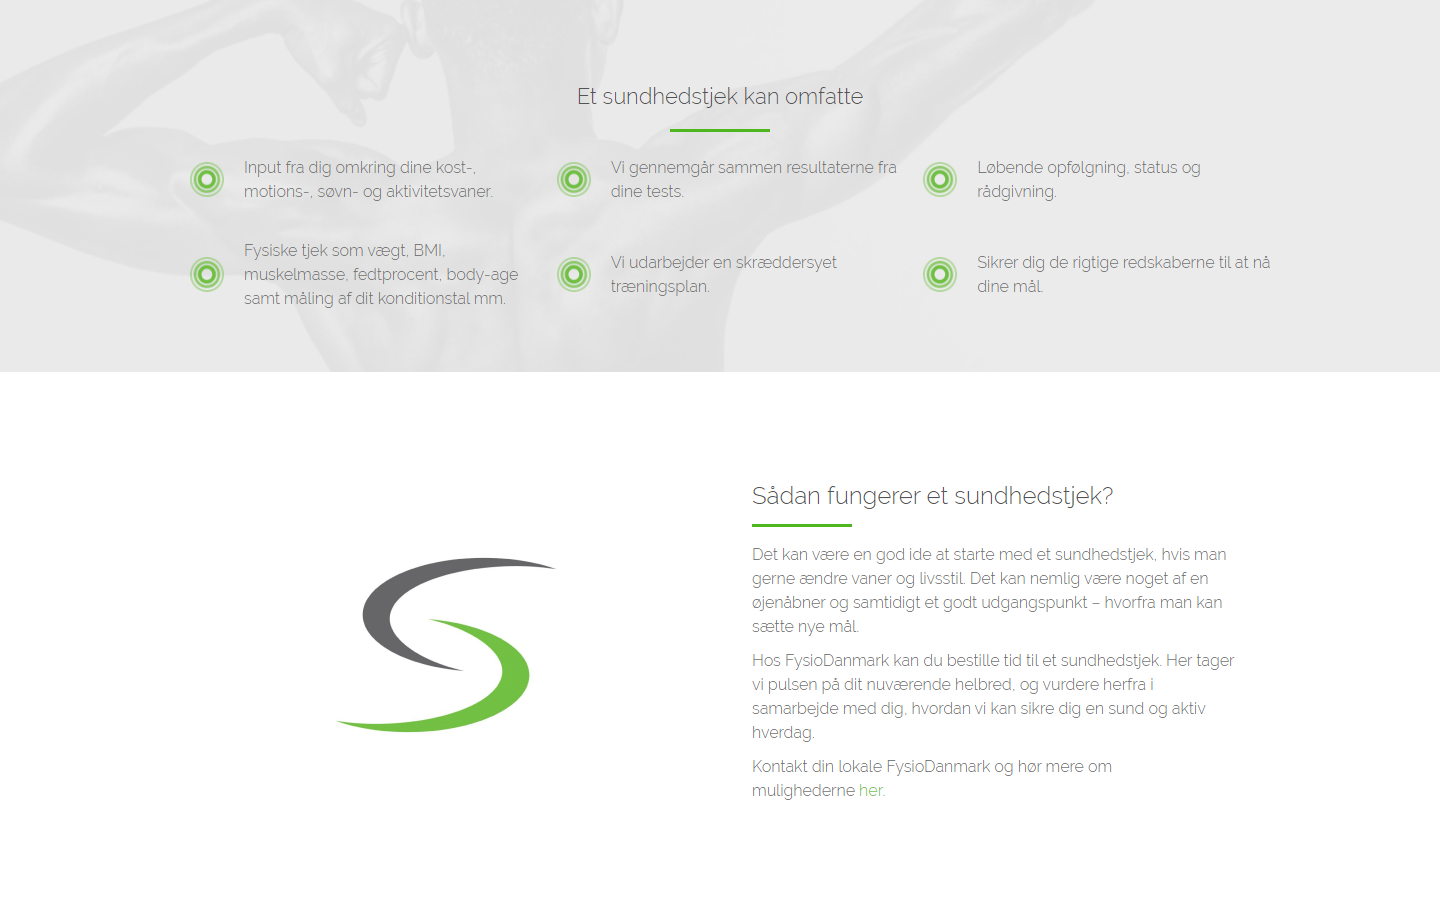 Et sundhedstjek kan omfatte
Input fra dig omkring dine kost-,
motions-, søvn- og aktivitetsvaner.
Vi gennemgår sammen resultaterne fra
dine tests.
Løbende opfølgning, status og
rådgivning.
Fysiske tjek som vægt, BMI,
muskelmasse, fedtprocent, body-age
samt måling af dit konditionstal mm.
Vi udarbejder en skræddersyet
træningsplan.
Sikrer dig de rigtige redskaberne til at nå
dine mål.
Sådan fungerer et sundhedstjek?
Det kan være en god ide at starte med et sundhedstjek, hvis man
gerne ændre vaner og livsstil. Det kan nemlig være noget af en
øjenåbner og samtidigt et godt udgangspunkt – hvorfra man kan
sætte nye mål.
Hos FysioDanmark kan du bestille tid til et sundhedstjek. Her tager
vi pulsen på dit nuværende helbred, og vurdere herfra i
samarbejde med dig, hvordan vi kan sikre dig en sund og aktiv
hverdag.
Kontakt din lokale FysioDanmark og hør mere om
mulighederne her.